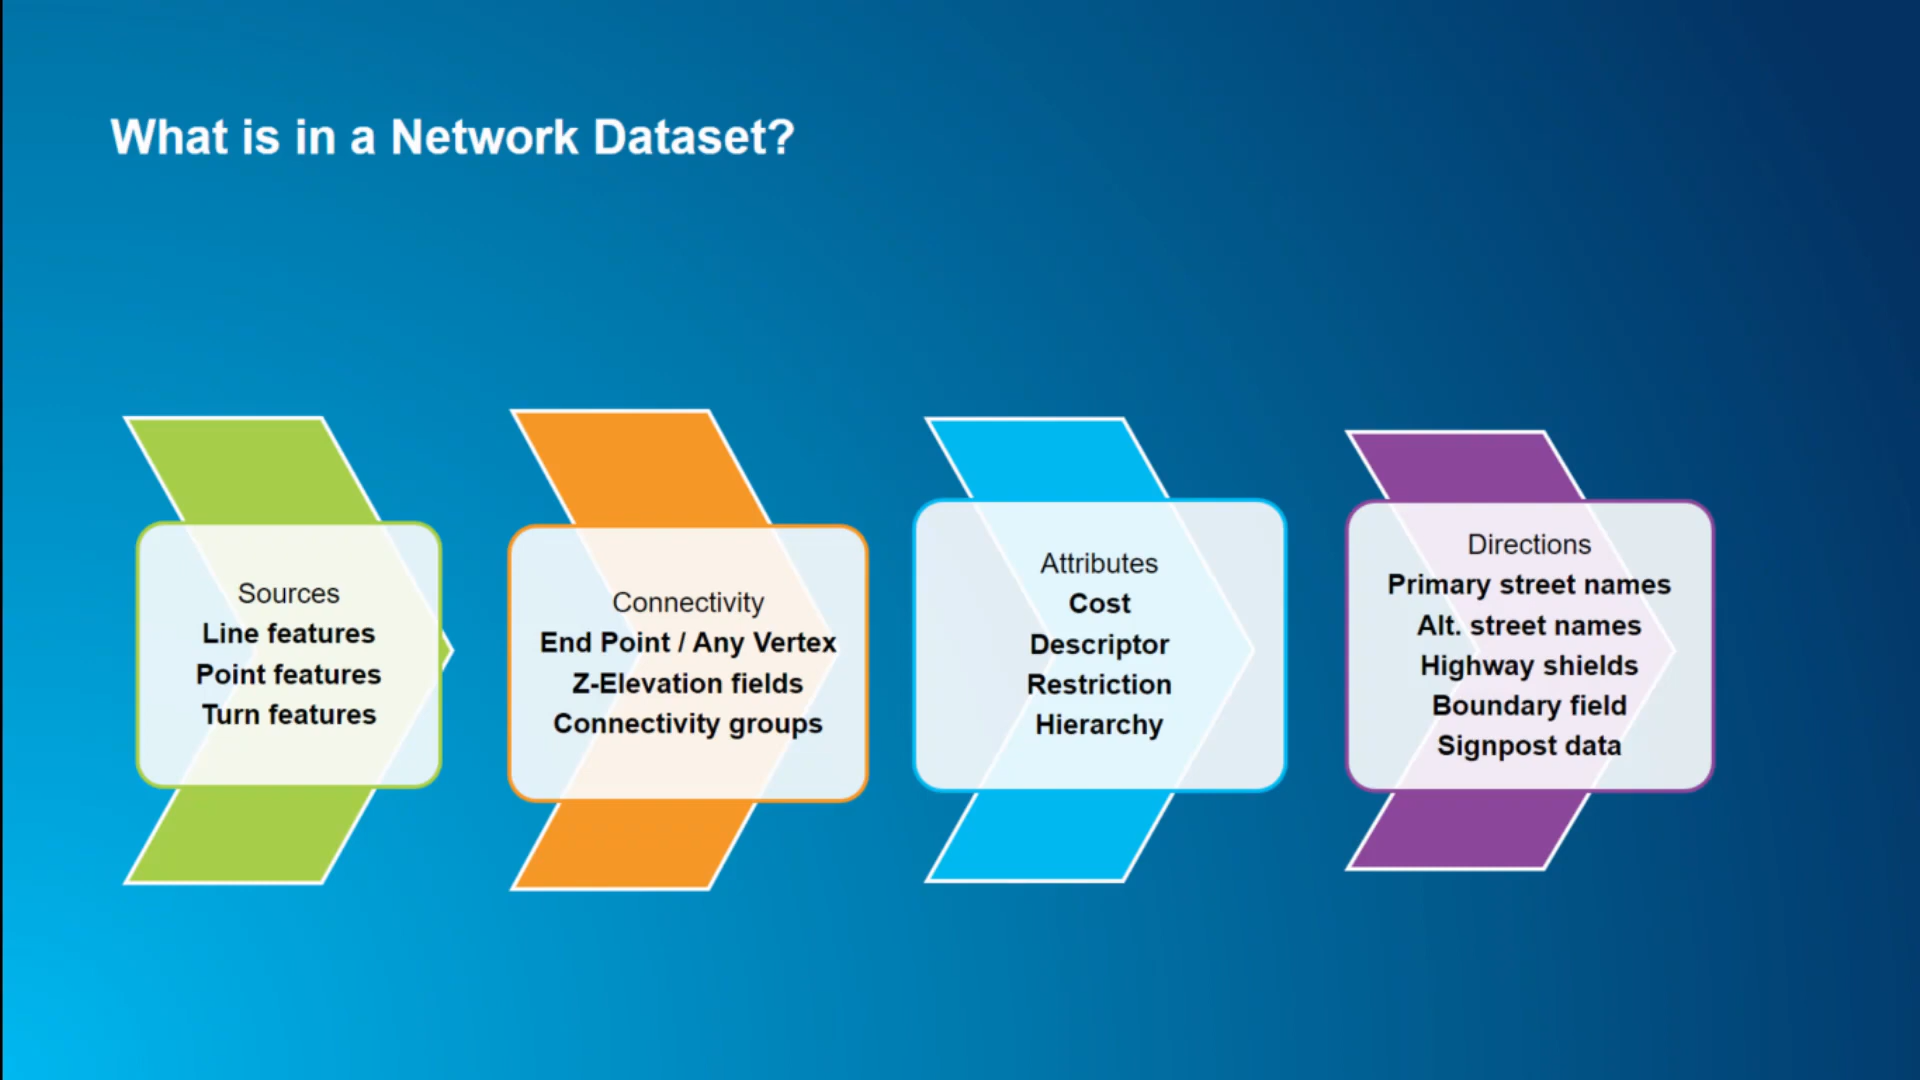 What is in a Network Dataset?
Sources
Line features
Point features
Turn features
Connectivity
End Point / Any Vertex
Z-Elevation fields
Connectivity groups
Attributes
Cost
Descriptor
Restriction
Hierarchy
Directions
Primary street names
Alt. street names
Highway shields
Boundary field
Signpost data